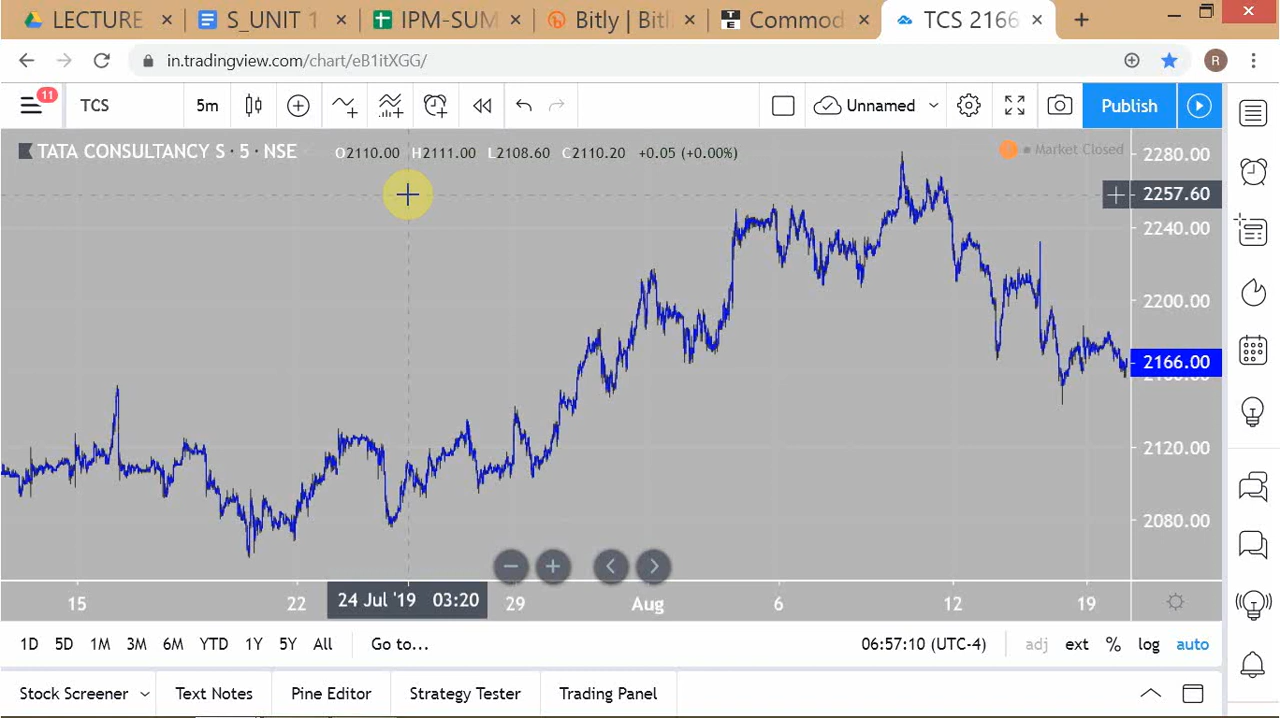 LECTURE
S_UNIT 1
IPM-SUM
Bitly | Bitl
Commod
TCS 2166
in.tradingview.com/chart/eB1itXGG/
R
11
TCS
5m
Unnamed
Publish
TATA CONSULTANCY S · 5 · NSE
O2110.00 H2111.00 L2108.60 C2110.20 +0.05 (+0.00%)
Market Closed
2280.00
2257.60
2240.00
2200.00
2166.00
2120.00
2080.00
15
22
24 Jul '19 03:20
29
Aug
6
12
19
1D 5D 1M 3M 6M YTD 1Y 5Y All
Go to...
06:57:10 (UTC-4)
adj ext % log auto
Stock Screener
Text Notes
Pine Editor
Strategy Tester
Trading Panel